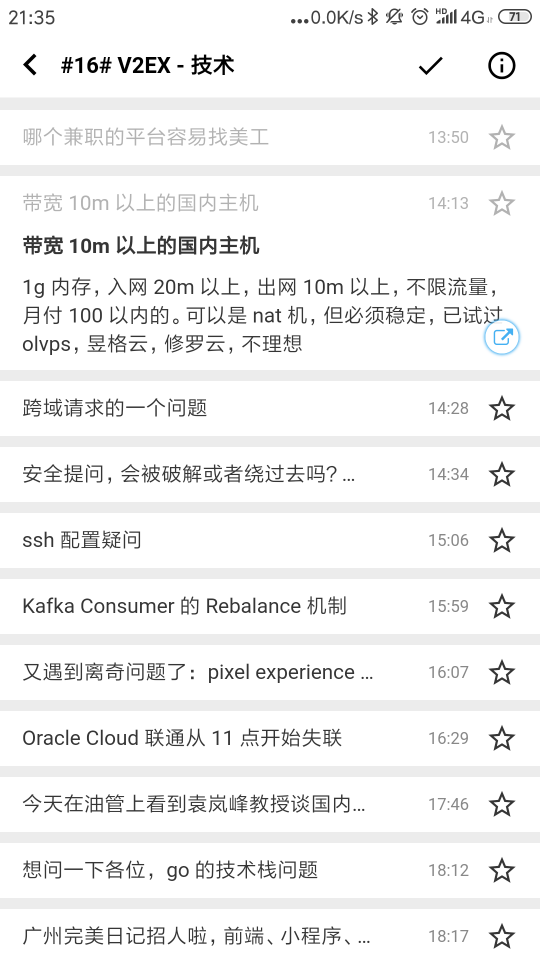 21:35
...0.0K/s HD 4G 71
#16# V2EX - 技术
哪个兼职的平台容易找美工 13:50
带宽 10m 以上的国内主机 14:13
带宽 10m 以上的国内主机
1g 内存，入网 20m 以上，出网 10m 以上，不限流量，
月付 100 以内的。可以是 nat 机，但必须稳定，已试过
olvps，昱格云，修罗云，不理想
跨域请求的一个问题 14:28
安全提问，会被破解或者绕过去吗？... 14:34
ssh 配置疑问 15:06
Kafka Consumer 的 Rebalance 机制 15:59
又遇到离奇问题了：pixel experience ... 16:07
Oracle Cloud 联通从 11 点开始失联 16:29
今天在油管上看到袁岚峰教授谈国内... 17:46
想问一下各位，go 的技术栈问题 18:12
广州完美日记招人啦，前端、小程序、... 18:17